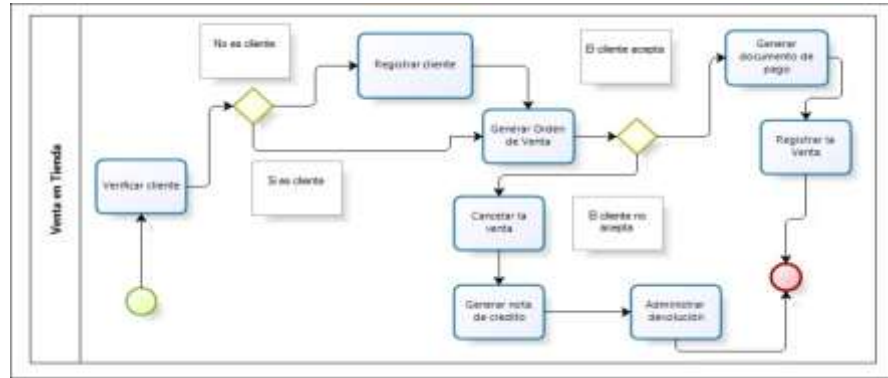 Venta en Tienda
No es cliente
Registrar cliente
El cliente acepta
Generar
documento de
pago
Generar Orden
de Venta
Registrar la
Venta
Verificar cliente
Si es cliente
Cancelar la
venta
El cliente no
acepta
Generar nota
de credito
Administrar
devolución